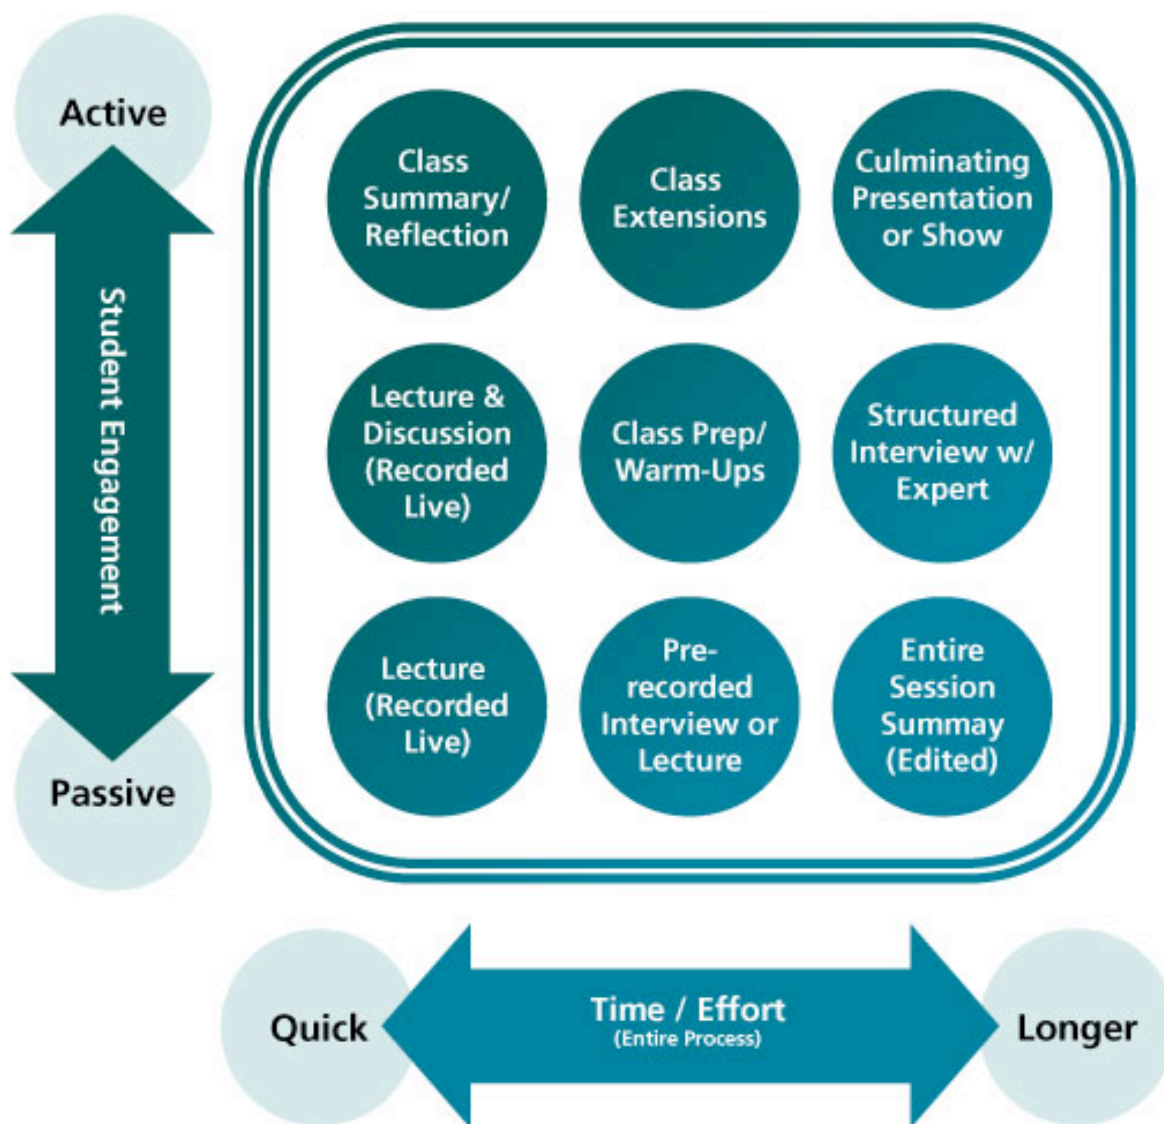 Active
Student Engagement
Passive
Class
Summary/
Reflection
Class
Extensions
Culminating
Presentation
or Show
Lecture &
Discussion
(Recorded
Live)
Class Prep/
Warm-Ups
Structured
Interview w/
Expert
Lecture
(Recorded
Live)
Pre-
recorded
Interview or
Lecture
Entire
Session
Summay
(Edited)
Quick
Time / Effort
(Entire Process)
Longer